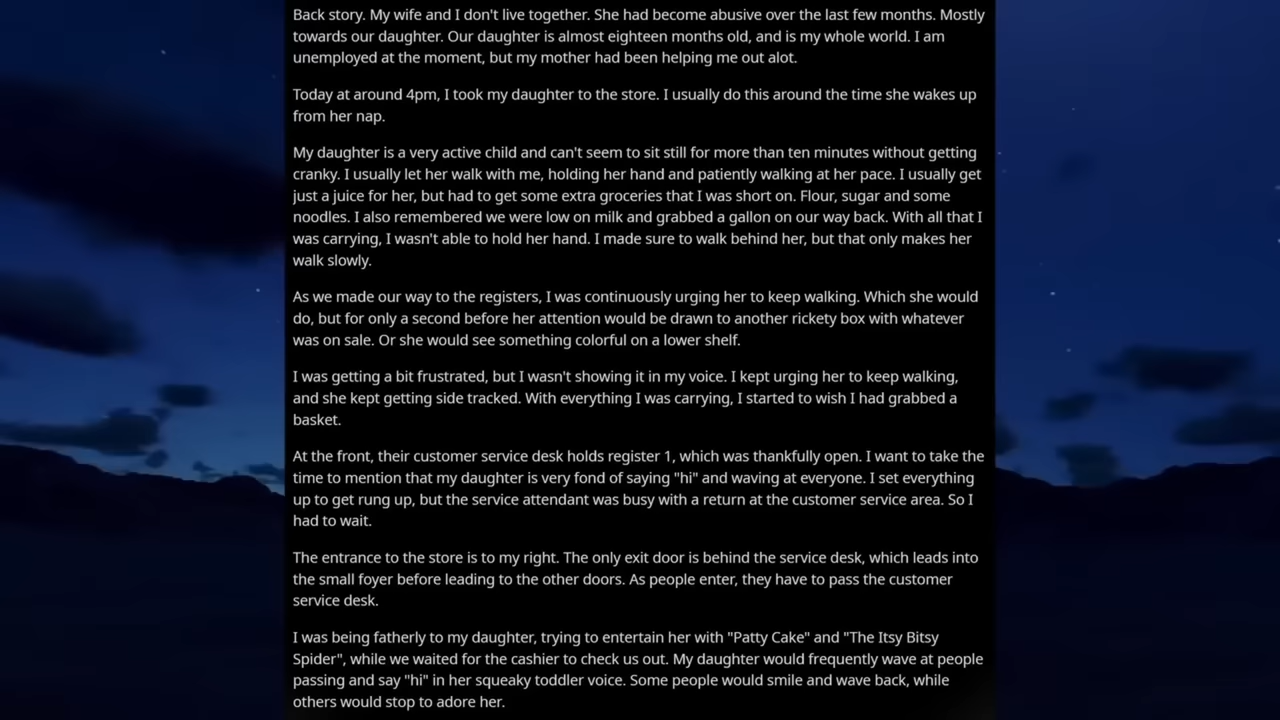 Back story. My wife and I don't live together. She had become abusive over the last few months. Mostly
towards our daughter. Our daughter is almost eighteen months old, and is my whole world. I am
unemployed at the moment, but my mother had been helping me out alot.
Today at around 4pm, I took my daughter to the store. I usually do this around the time she wakes up
from her nap.
My daughter is a very active child and can't seem to sit still for more than ten minutes without getting
cranky. I usually let her walk with me, holding her hand and patiently walking at her pace. I usually get
just a juice for her, but had to get some extra groceries that I was short on. Flour, sugar and some
noodles. I also remembered we were low on milk and grabbed a gallon on our way back. With all that I
was carrying, I wasn't able to hold her hand. I made sure to walk behind her, but that only makes her
walk slowly.
As we made our way to the registers, I was continuously urging her to keep walking. Which she would
do, but for only a second before her attention would be drawn to another rickety box with whatever
was on sale. Or she would see something colorful on a lower shelf.
I was getting a bit frustrated, but I wasn't showing it in my voice. I kept urging her to keep walking,
and she kept getting side tracked. With everything I was carrying, I started to wish I had grabbed a
basket.
At the front, their customer service desk holds register 1, which was thankfully open. I want to take the
time to mention that my daughter is very fond of saying "hi" and waving at everyone. I set everything
up to get rung up, but the service attendant was busy with a return at the customer service area. So I
had to wait.
The entrance to the store is to my right. The only exit door is behind the service desk, which leads into
the small foyer before leading to the other doors. As people enter, they have to pass the customer
service desk.
I was being fatherly to my daughter, trying to entertain her with "Patty Cake" and "The Itsy Bitsy
Spider", while we waited for the cashier to check us out. My daughter would frequently wave at people
passing and say "hi" in her squeaky toddler voice. Some people would smile and wave back, while
others would stop to adore her.